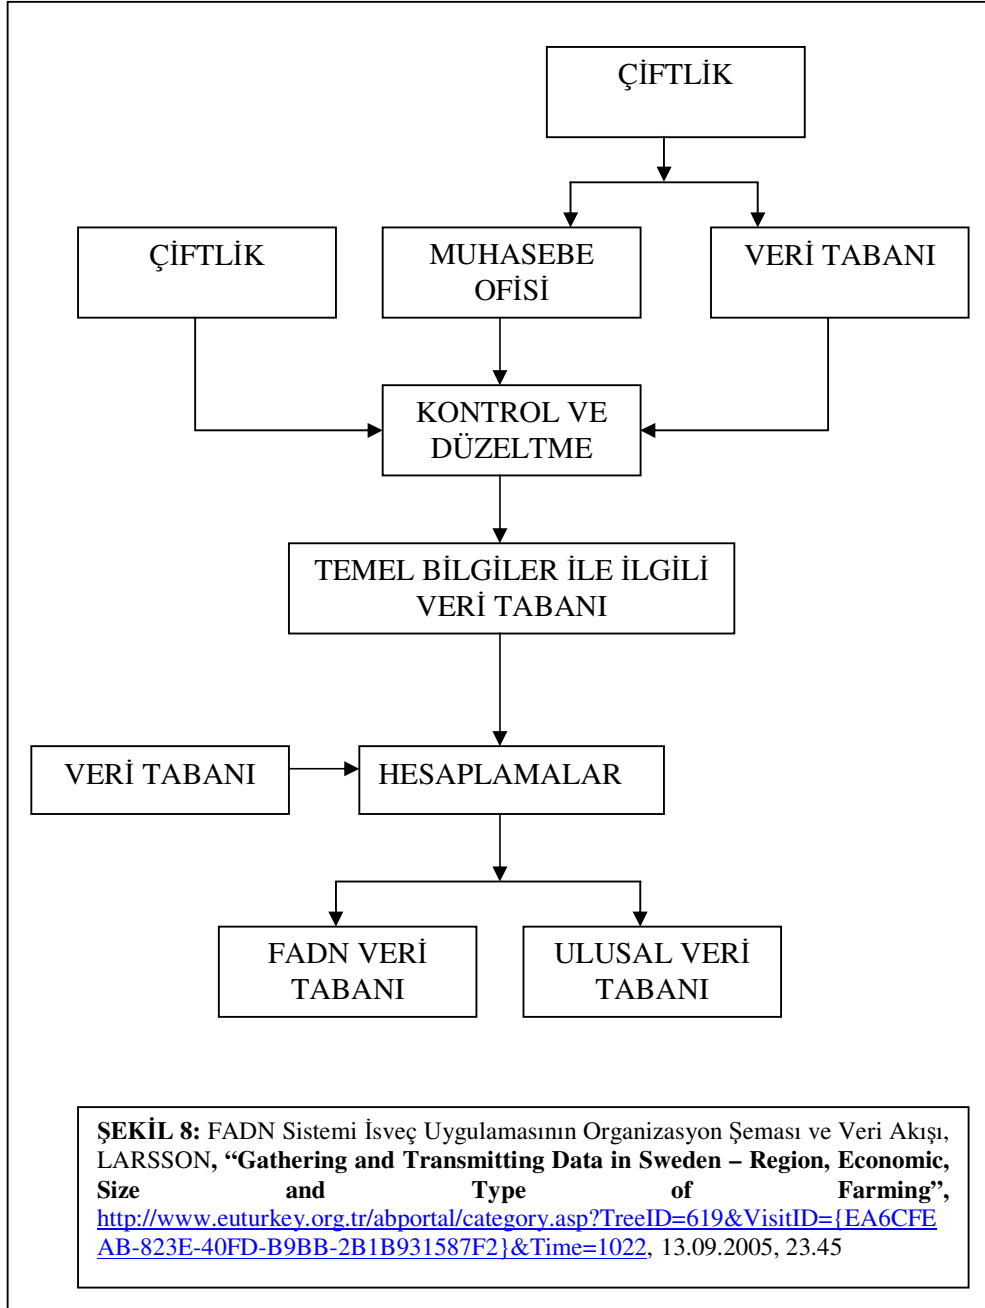 ÇİFTLİK
ÇİFTLİK
MUHASEBE
OFİSİ
VERİ TABANI
KONTROL VE
DÜZELTME
TEMEL BİLGİLER İLE İLGİLİ
VERİ TABANI
VERİ TABANI
HESAPLAMALAR
FADN VERİ
TABANI
ULUSAL VERİ
TABANI
ŞEKİL 8: FADN Sistemi İsveç Uygulamasının Organizasyon Şeması ve Veri Akışı,
LARSSON, “Gathering and Transmitting Data in Sweden – Region, Economic,
Size and Type of Farming”,
http://www.euturkey.org.tr/abportal/category.asp?TreeID=619&VisitID={EA6CFE
AB-823E-40FD-B9BB-2B1B931587F2}&Time=1022, 13.09.2005, 23.45